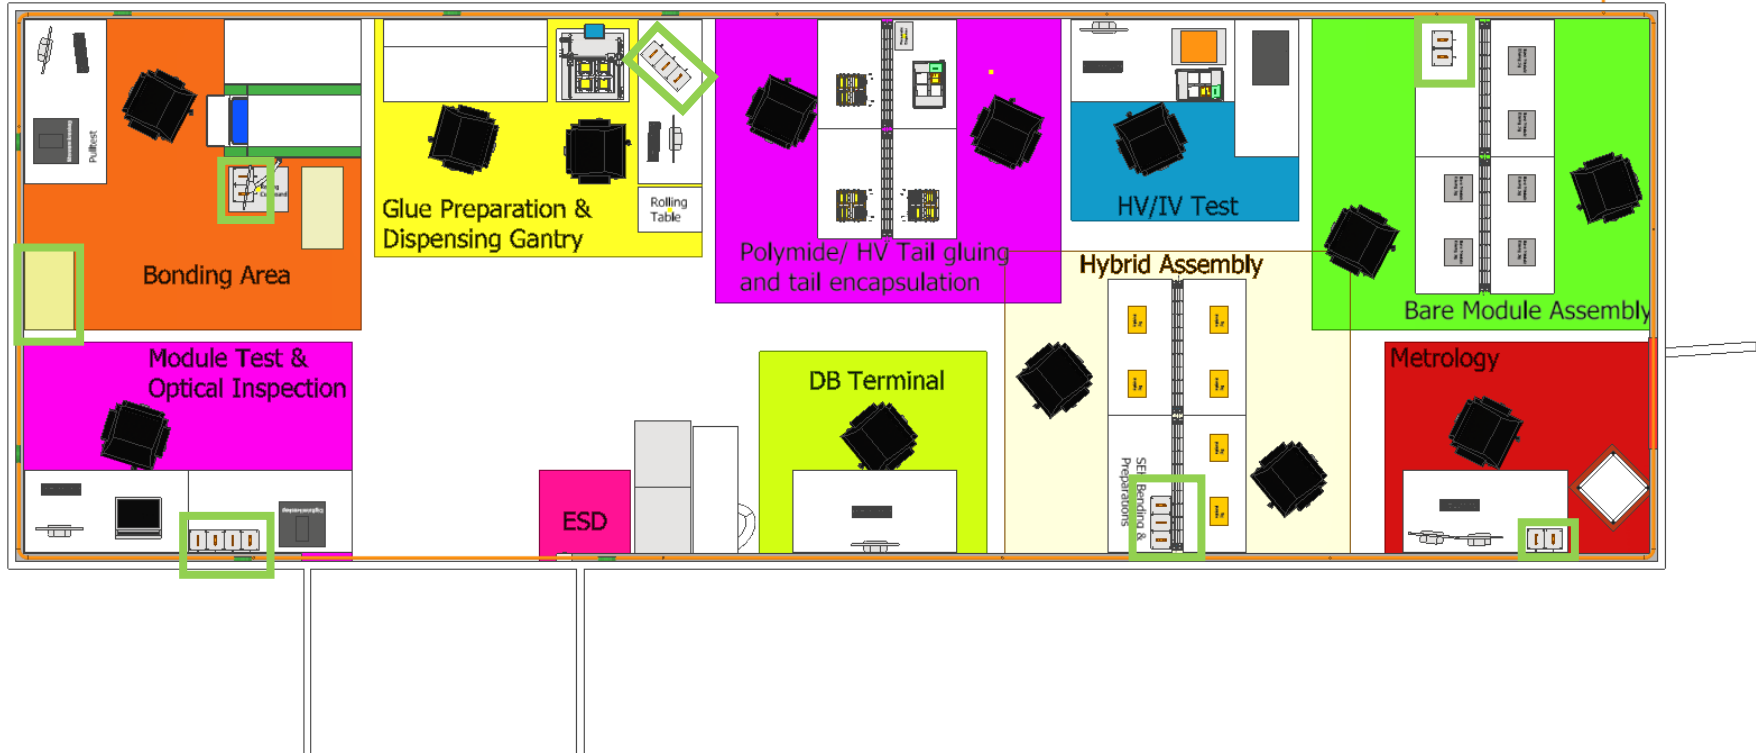 Pulltest
Bonding Area
Glue Preparation &
Dispensing Gantry
Rolling
Table
Polymide/ HV Tail gluing
and tail encapsulation
HV/IV Test
Hybrid Assembly
Bare Module Assembly
Module Test &
Optical Inspection
ESD
DB Terminal
Bending &
Preparations
Metrology